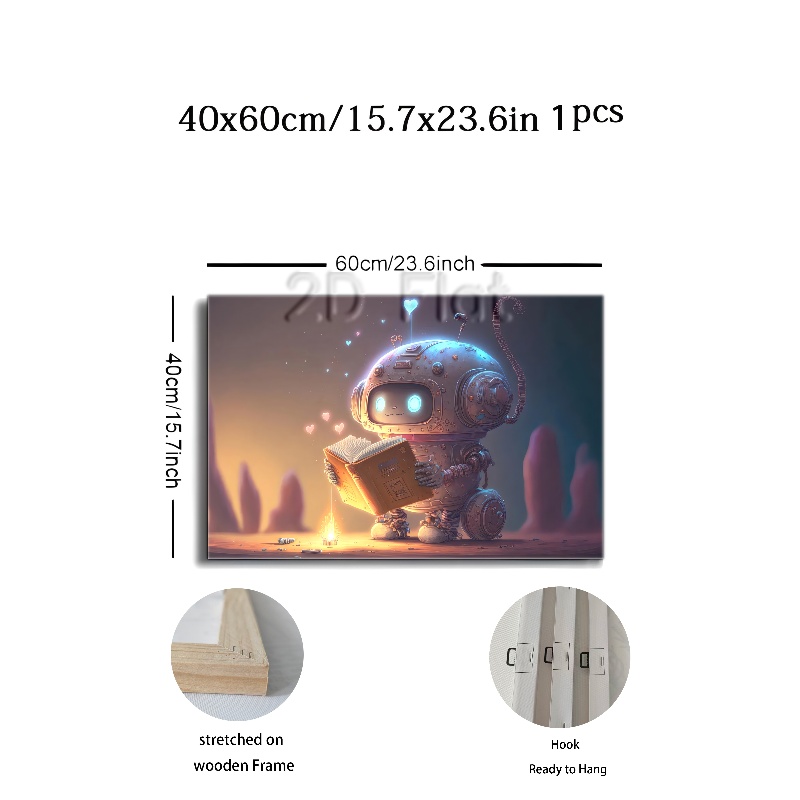 40x60cm/15.7x23.6in 1pcs
60cm/23.6inch
2D Flat
40cm/15.7inch
stretched on
wooden Frame
Hook
Ready to Hang